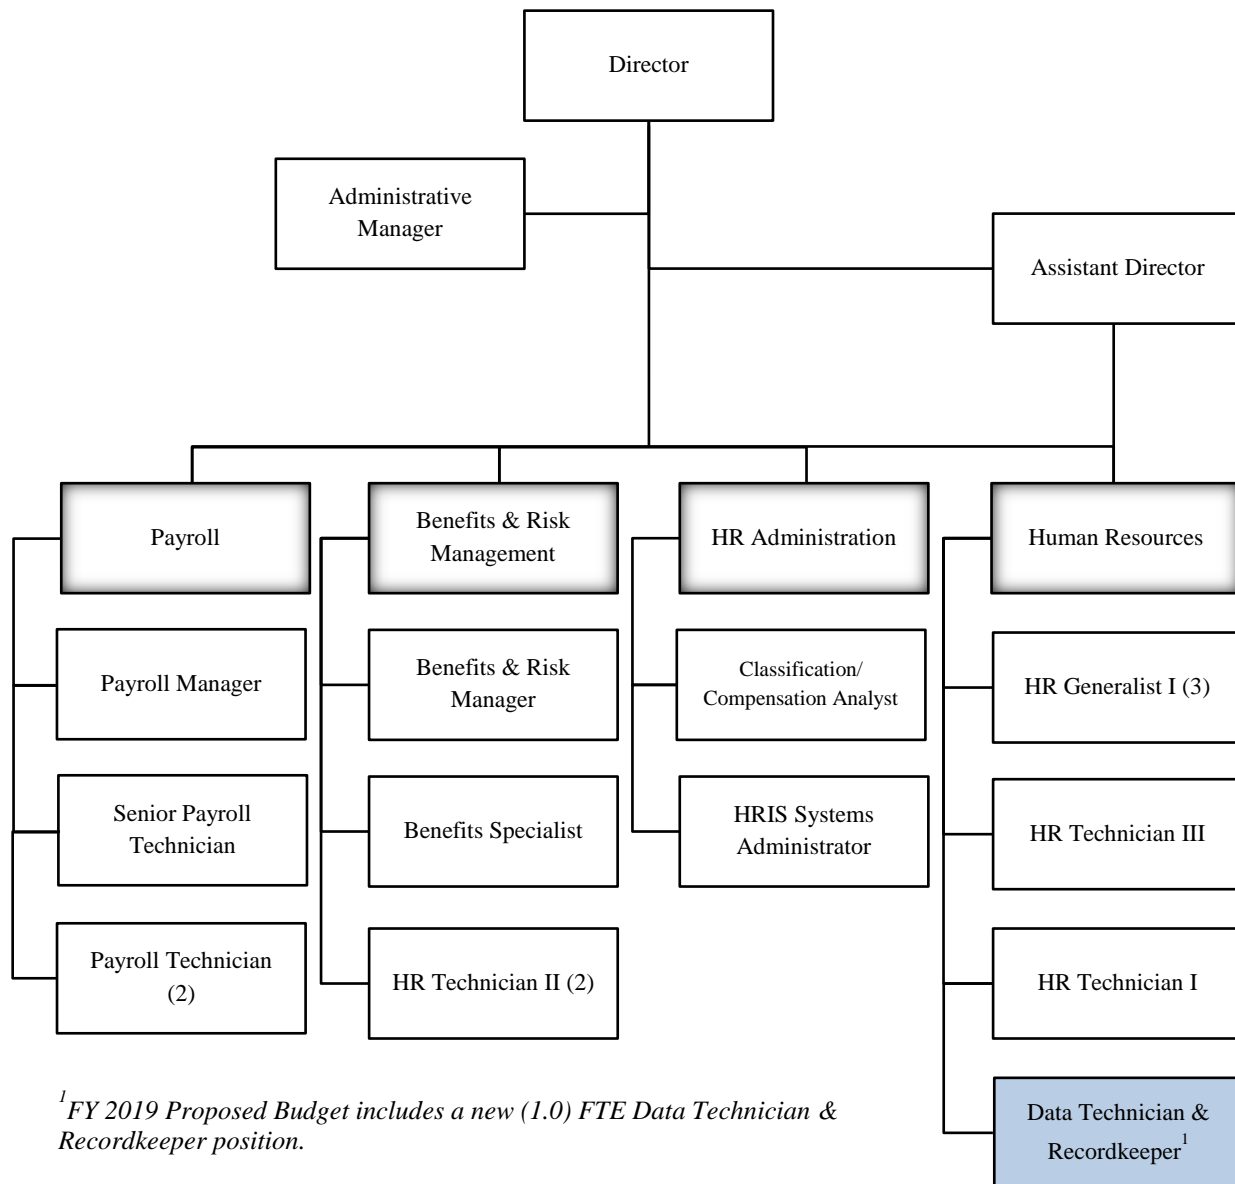 Director
Administrative
Manager
Assistant Director
Payroll
Benefits & Risk
Management
HR Administration
Human Resources
Payroll Manager
Benefits & Risk
Manager
Classification/
Compensation Analyst
HR Generalist I (3)
Senior Payroll
Technician
Benefits Specialist
HRIS Systems
Administrator
HR Technician III
Payroll Technician
(2)
HR Technician II (2)
HR Technician I
Data Technician &
Recordkeeper1
1FY 2019 Proposed Budget includes a new (1.0) FTE Data Technician &
Recordkeeper position.